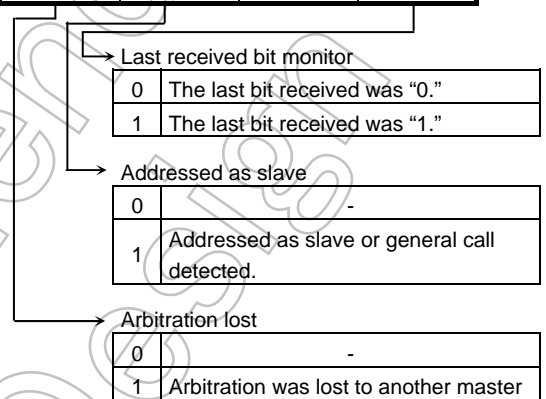 Last received bit monitor
0 The last bit received was “0.”
1 The last bit received was “1.”
Addressed as slave
0 -
1 Addressed as slave or general call
detected.
Arbitration lost
0 -
1 Arbitration was lost to another master